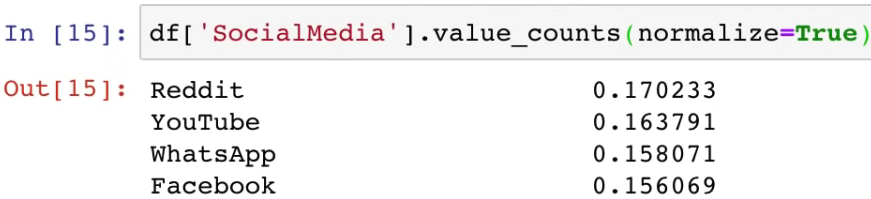 In [15]: df['SocialMedia'].value_counts(normalize=True)
Out[15]: Reddit 0.170233
YouTube 0.163791
WhatsApp 0.158071
Facebook 0.156069